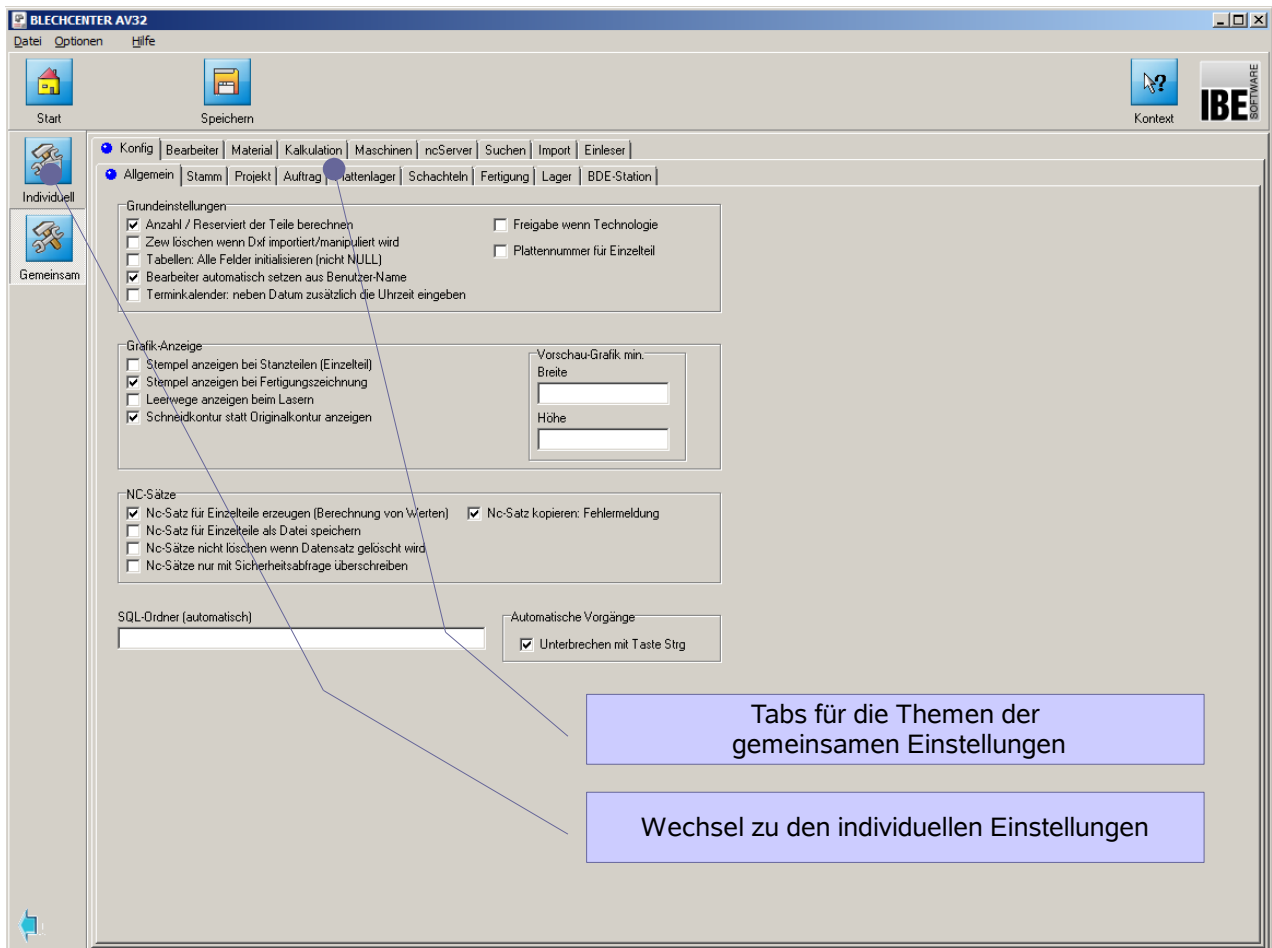 BLECHCENTER AV32
Datei Optionen Hilfe
Start Speichern Kontext
IBE SOFTWARE
Konfig Bearbeiter Material Kalkulation Maschinen ncServer Suchen Import Einleser
Allgemein Stamm Projekt Auftrag Plattenlager Schachteln Fertigung Lager BDE-Station
Individuell
Gemeinsam
Grundeinstellungen
Anzahl / Reserviert der Teile berechnen
Freigabe wenn Technologie
Zew löschen wenn Dxf importiert/manipuliert wird
Plattennummer für Einzelteil
Tabellen: Alle Felder initialisieren (nicht NULL)
Bearbeiter automatisch setzen aus Benutzer-Name
Terminkalender: neben Datum zusätzlich die Uhrzeit eingeben
Grafik-Anzeige
Stempel anzeigen bei Stanzteilen (Einzelteil)
Stempel anzeigen bei Fertigungszeichnung
Leerwege anzeigen beim Lasern
Schneidkontur statt Originalkontur anzeigen
Vorschau-Grafik min.
Breite
Höhe
NC-Sätze
Nc-Satz für Einzelteile erzeugen (Berechnung von Werten)
Nc-Satz kopieren: Fehlermeldung
Nc-Satz für Einzelteile als Datei speichern
Nc-Sätze nicht löschen wenn Datensatz gelöscht wird
Nc-Sätze nur mit Sicherheitsabfrage überschreiben
SQL-Ordner (automatisch)
Automatische Vorgänge
Unterbrechen mit Taste Strg
Tabs für die Themen der
gemeinsamen Einstellungen
Wechsel zu den individuellen Einstellungen